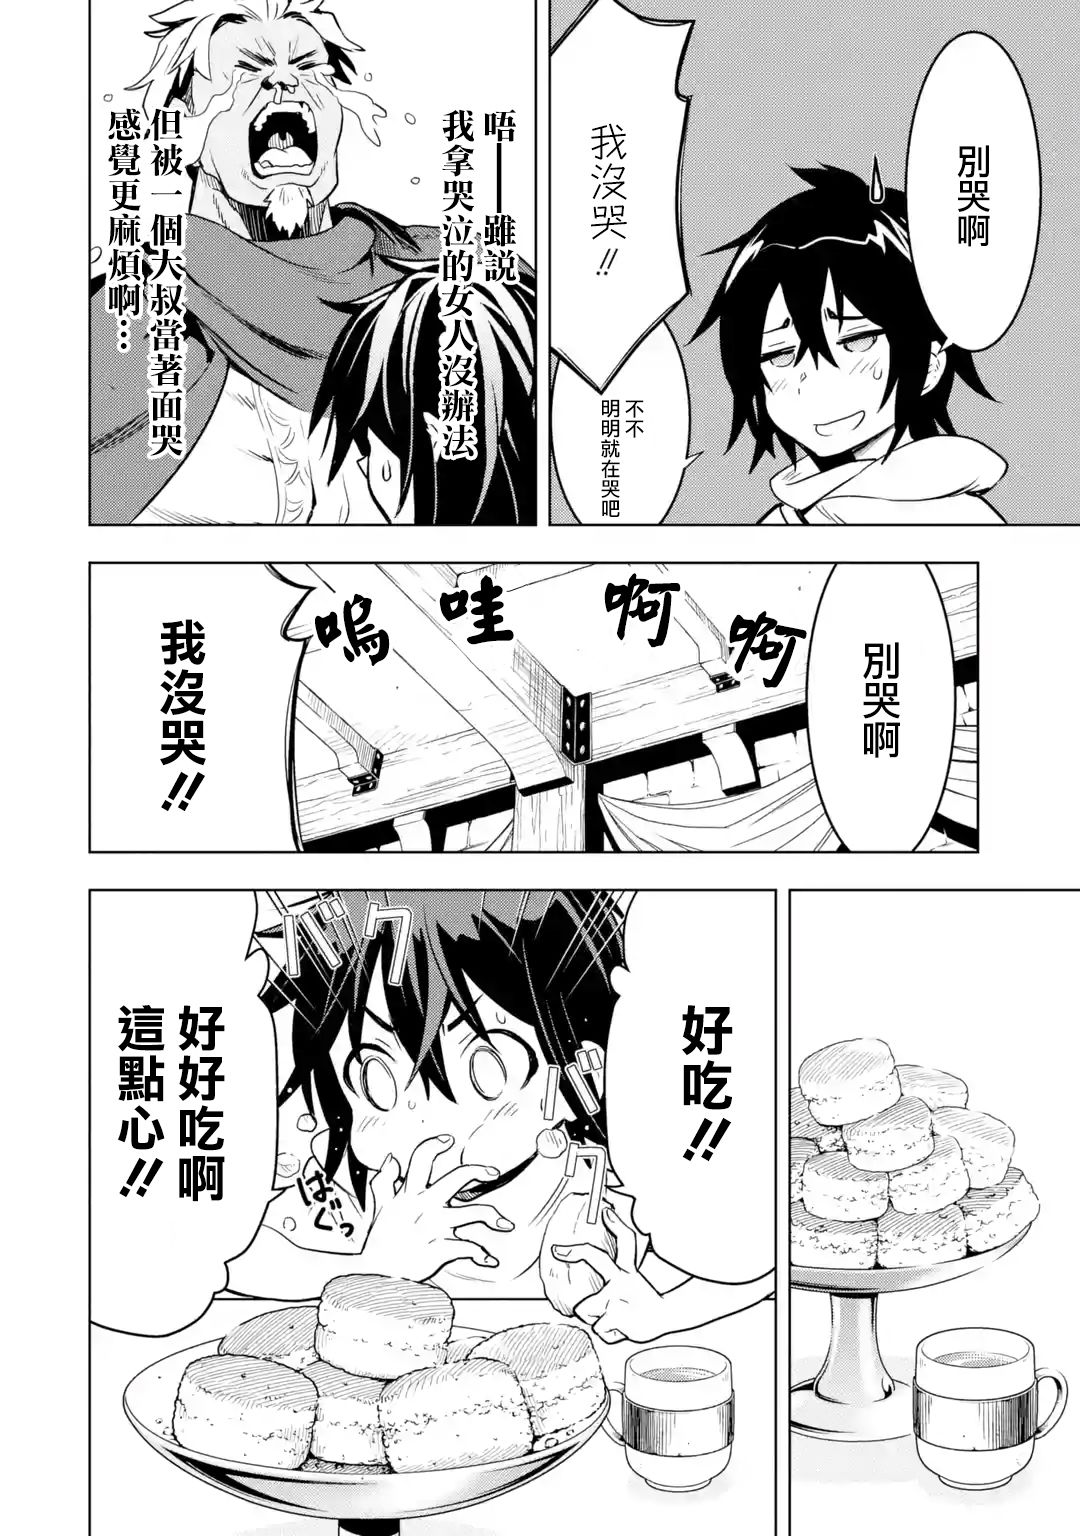 別哭啊
我沒哭!!
不不
明明就在哭吧
唔──雖説
我拿哭泣的女人沒辦法
但被一個大叔當著面哭
感覺更麻煩啊…
別哭啊
啊
啊
哇
嗚
我沒哭!!
好吃!!
バク
バク
ばくっ
好好吃啊
這點心!!